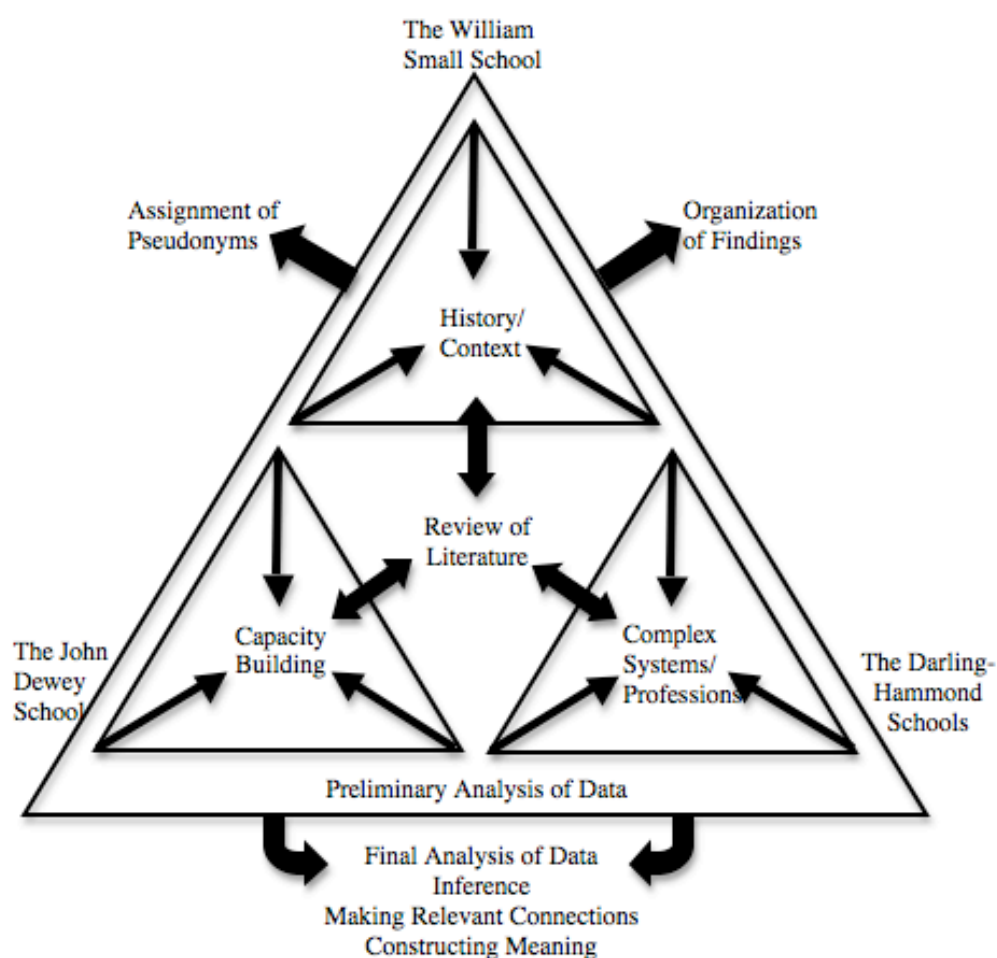 The William
Small School
Assignment of
Pseudonyms
Organization
of Findings
History/
Context
Review of
Literature
Capacity
Building
Complex
Systems/
Professions
The John
Dewey
School
The Darling-
Hammond
Schools
Preliminary Analysis of Data
Final Analysis of Data
Inference
Making Relevant Connections
Constructing Meaning